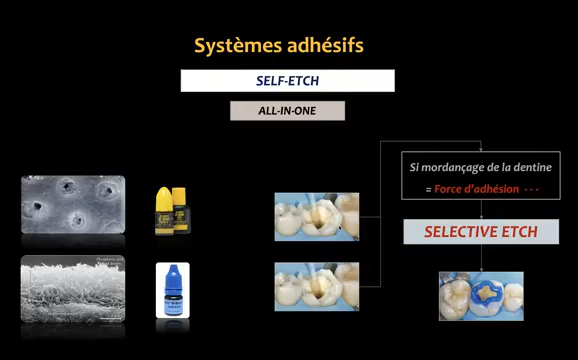 Systèmes adhésifs
SELF-ETCH
ALL-IN-ONE
Si mordançage de la dentine
= Force d'adhésion - - -
SELECTIVE ETCH